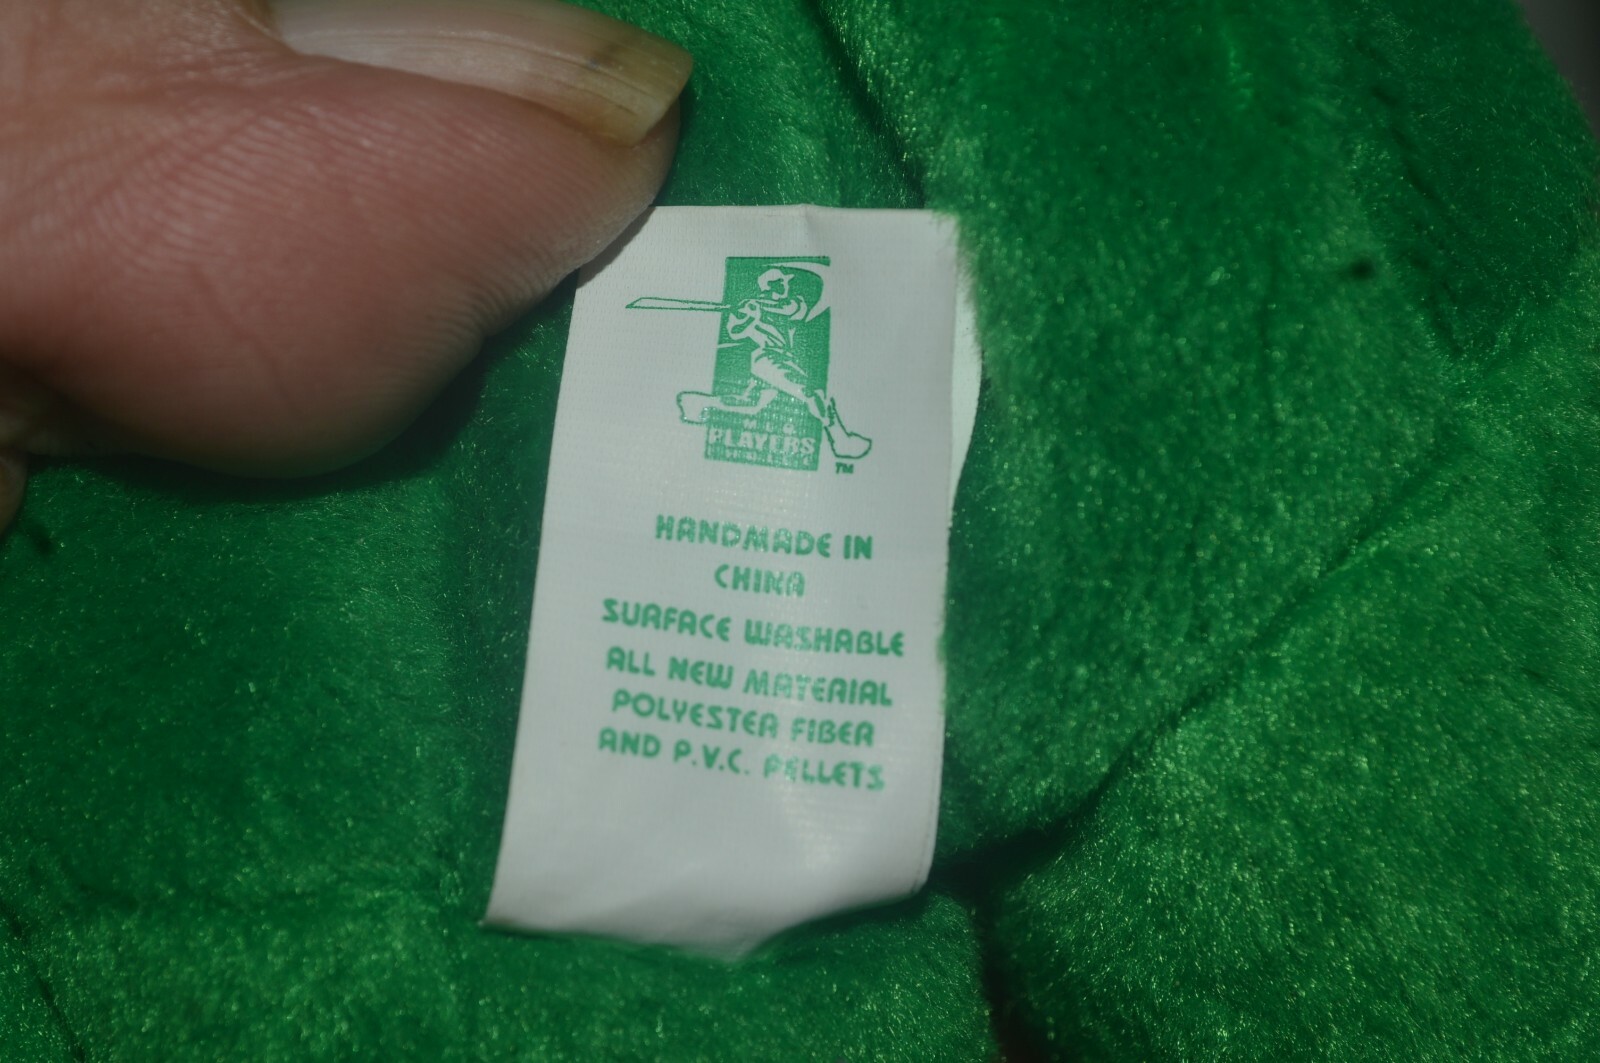 PLAYERS
TM
HANDMADE IN
CHINA
SURFACE WASHABLE
ALL NEW MATERIAL
POLYESTER FIBER
AND P.V.C. PELLETS